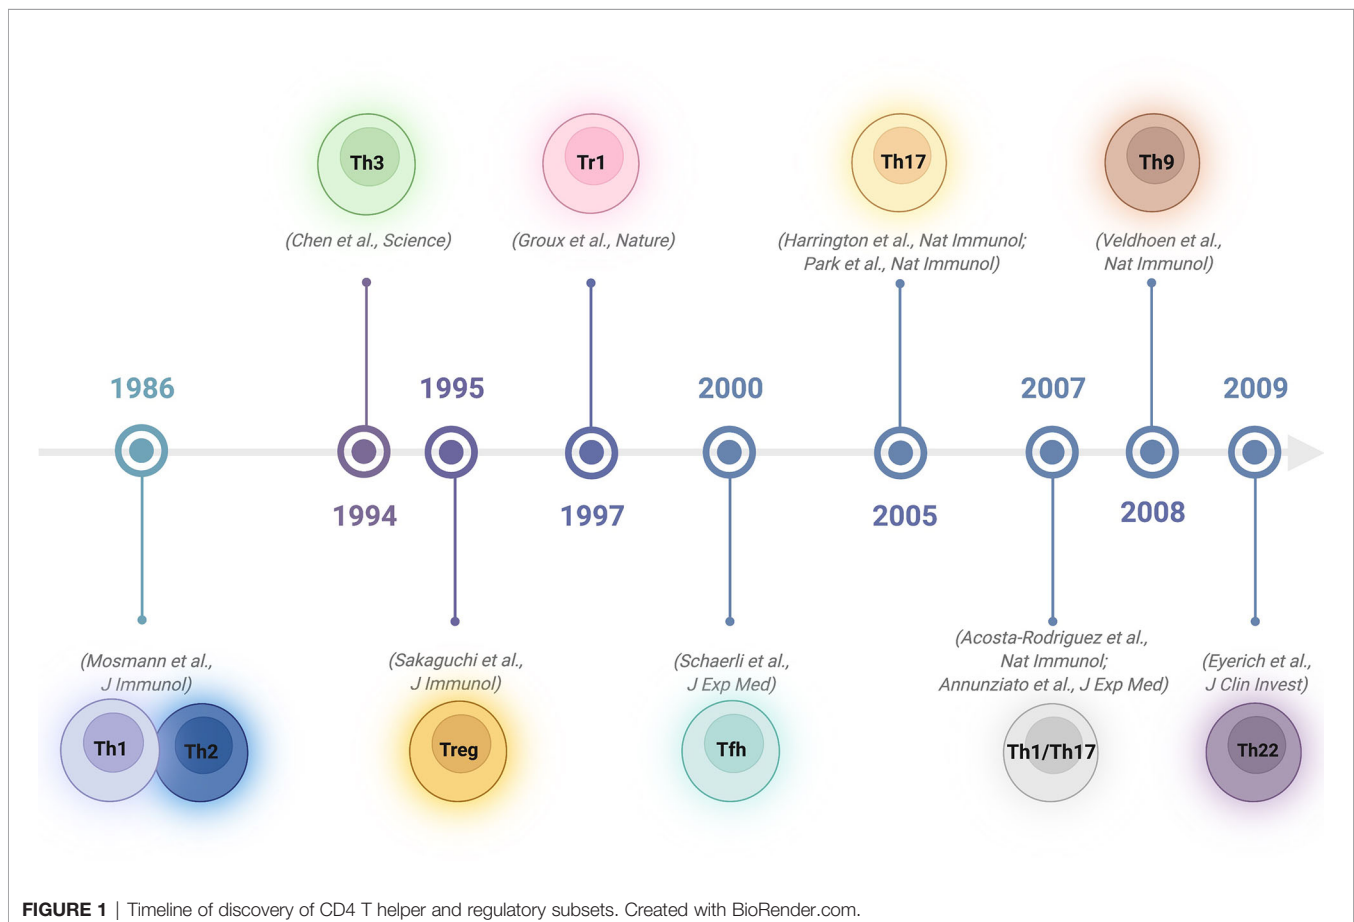 Th3
Tr1
Th17
Th9
(Chen et al., Science)
(Groux et al., Nature)
(Harrington et al., Nat Immunol;
Park et al., Nat Immunol)
(Veldhoen et al.,
Nat Immunol)
1986
1995
2000
2007
2009
1994
1997
2005
2008
(Mosmann et al.,
J Immunol)
(Sakaguchi et al.,
J Immunol)
(Schaerli et al.,
J Exp Med)
(Acosta-Rodriguez et al.,
Nat Immunol;
Annunziato et al., J Exp Med)
(Eyerich et al.,
J Clin Invest)
Th1
Th2
Treg
Tfh
Th1/Th17
Th22
FIGURE 1 | Timeline of discovery of CD4 T helper and regulatory subsets. Created with BioRender.com.